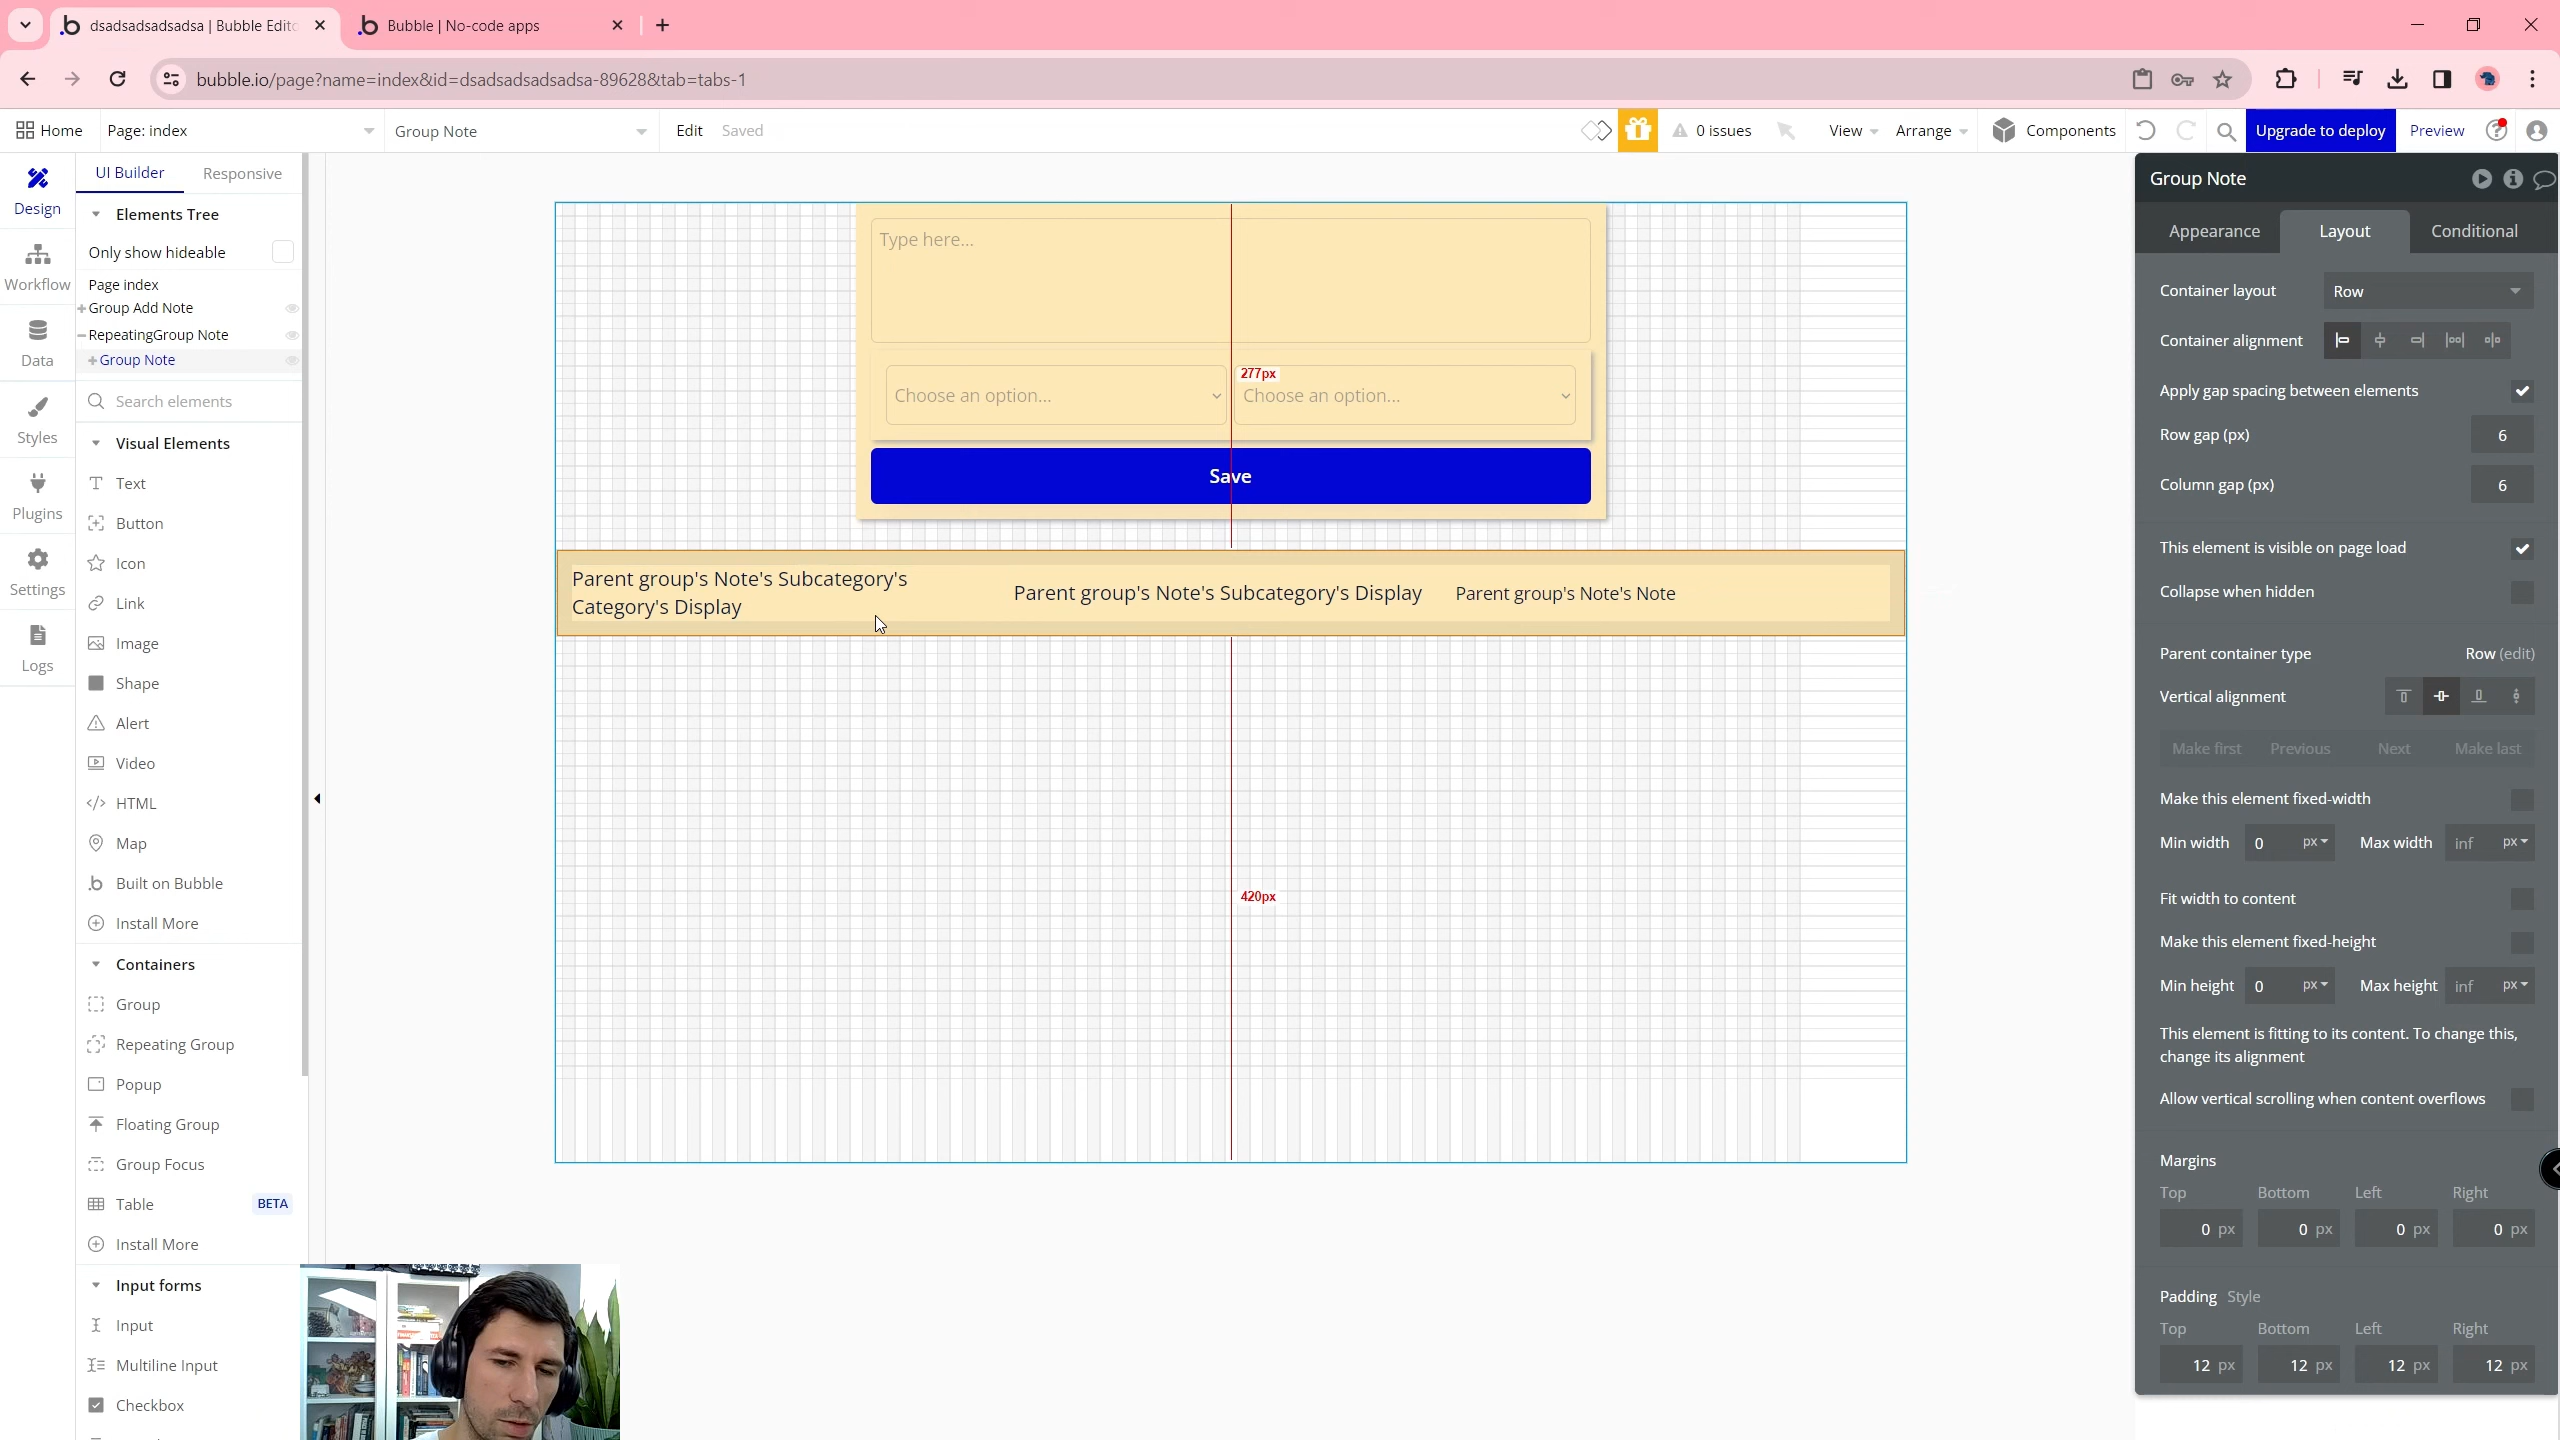 dsadsadsadsadsa | Bubble Edito
Bubble | No-code apps
bubble.io/page?name=index&id=dsadsadsadsadsa-89628&tab=tabs-1
Home
Page: index
Group Note
Edit
Saved
0 issues
View
Arrange
Components
Upgrade to deploy
Preview
Design
Workflow
Data
Styles
Plugins
Settings
Logs
UI Builder
Responsive
Elements Tree
Only show hideable
Page index
Group Add Note
RepeatingGroup Note
Group Note
Search elements
Visual Elements
Text
Button
Icon
Link
Image
Shape
Alert
Video
HTML
Map
Built on Bubble
Install More
Containers
Group
Repeating Group
Popup
Floating Group
Group Focus
Table BETA
Install More
Input forms
Input
Multiline Input
Checkbox
Type here...
Choose an option...
277px
Choose an option...
Save
Parent group's Note's Subcategory's
Category's Display
Parent group's Note's Subcategory's Display
Parent group's Note's Note
420px
Group Note
Appearance
Layout
Conditional
Container layout
Row
Container alignment
Apply gap spacing between elements
Row gap (px) 6
Column gap (px) 6
This element is visible on page load
Collapse when hidden
Parent container type Row (edit)
Vertical alignment
Make first Previous Next Make last
Make this element fixed-width
Min width 0 px Max width inf px
Fit width to content
Make this element fixed-height
Min height 0 px Max height inf px
This element is fitting to its content. To change this,
change its alignment
Allow vertical scrolling when content overflows
Margins
Top Bottom Left Right
0 px 0 px 0 px 0 px
Padding Style
Top Bottom Left Right
12 px 12 px 12 px 12 px